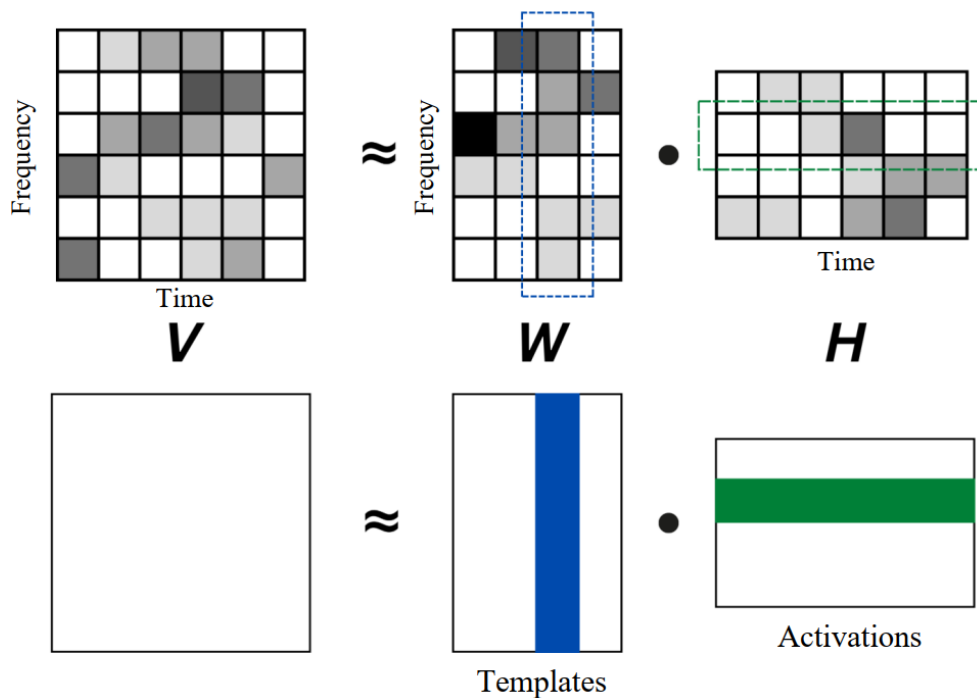 Frequency
Time
≈
Frequency
•
Time
V
W
H
≈
•
Templates
Activations